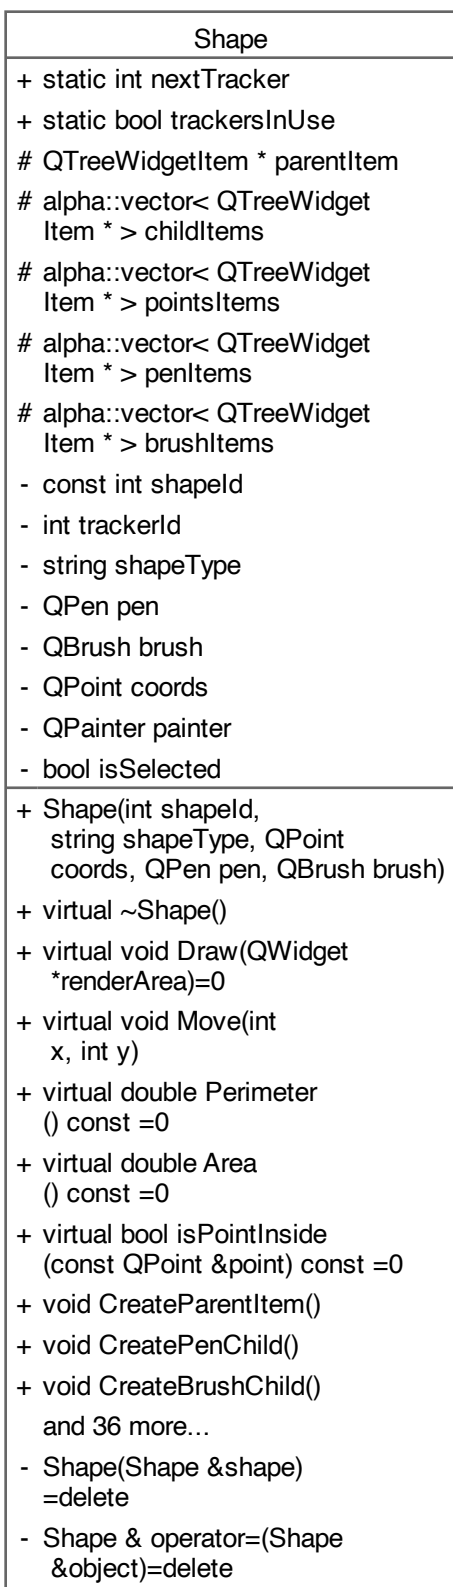 Shape
+ static int nextTracker
+ static bool trackersInUse
# QTreeWidgetItem * parentItem
# alpha::vector< QTreeWidget
Item * > childItems
# alpha::vector< QTreeWidget
Item * > pointsItems
# alpha::vector< QTreeWidget
Item * > penItems
# alpha::vector< QTreeWidget
Item * > brushItems
- const int shapeId
- int trackerId
- string shapeType
- QPen pen
- QBrush brush
- QPoint coords
- QPainter painter
- bool isSelected
+ Shape(int shapeId,
string shapeType, QPoint
coords, QPen pen, QBrush brush)
+ virtual ~Shape()
+ virtual void Draw(QWidget
*renderArea)=0
+ virtual void Move(int
x, int y)
+ virtual double Perimeter
() const =0
+ virtual double Area
() const =0
+ virtual bool isPointInside
(const QPoint &point) const =0
+ void CreateParentItem()
+ void CreatePenChild()
+ void CreateBrushChild()
and 36 more...
- Shape(Shape &shape)
=delete
- Shape & operator=(Shape
&object)=delete